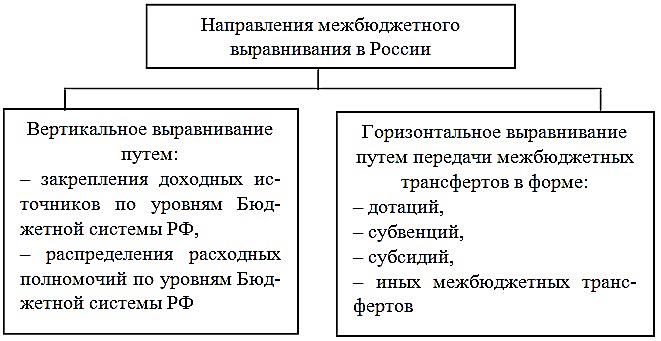 Направления межбюджетного
выравнивания в России
Вертикальное выравнивание
путем:
– закрепления доходных ис-
точников по уровням Бюд-
жетной системы РФ,
– распределения расходных
полномочий по уровням Бюд-
жетной системы РФ
Горизонтальное выравнивание
путем передачи межбюджетных
трансфертов в форме:
– дотаций,
– субвенций,
– субсидий,
– иных межбюджетных транс-
фертов